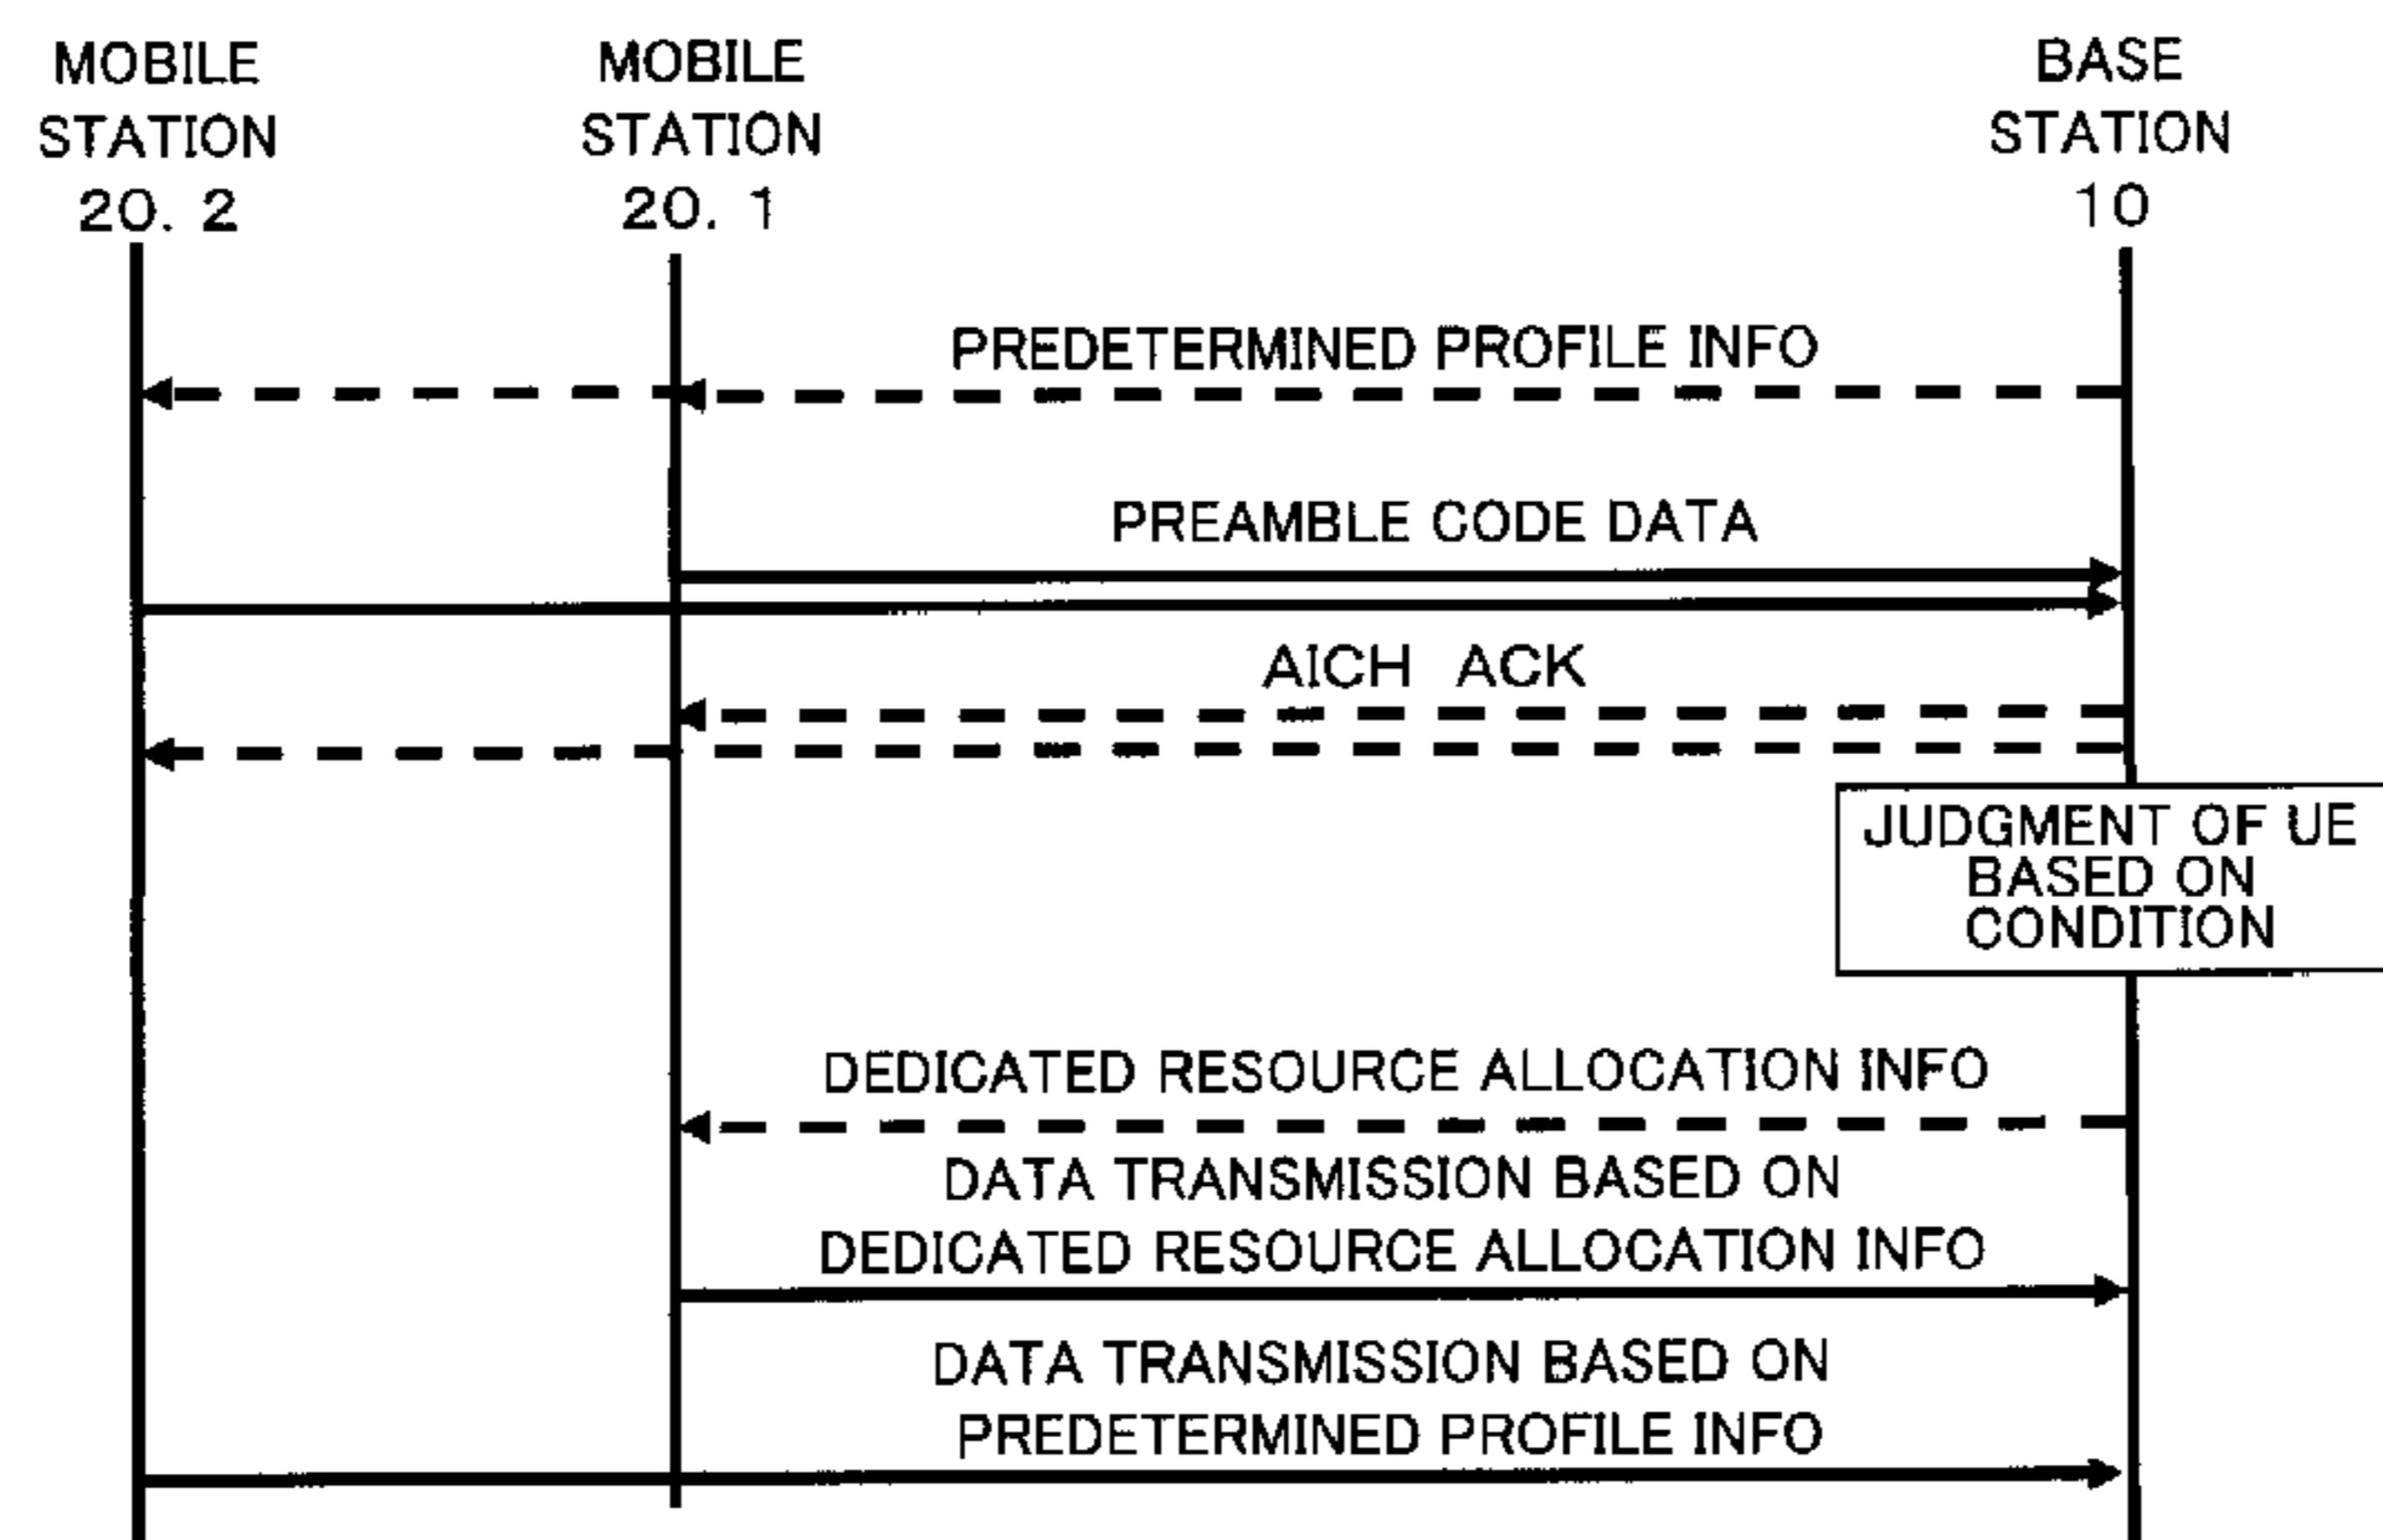 MOBILE
STATION
20. 2
MOBILE
STATION
20. 1
BASE
STATION
10
PREDETERMINED PROFILE INFO
PREAMBLE CODE DATA
AICH ACK
JUDGMENT OF UE
BASED ON
CONDITION
DEDICATED RESOURCE ALLOCATION INFO
DATA TRANSMISSION BASED ON
DEDICATED RESOURCE ALLOCATION INFO
DATA TRANSMISSION BASED ON
PREDETERMINED PROFILE INFO